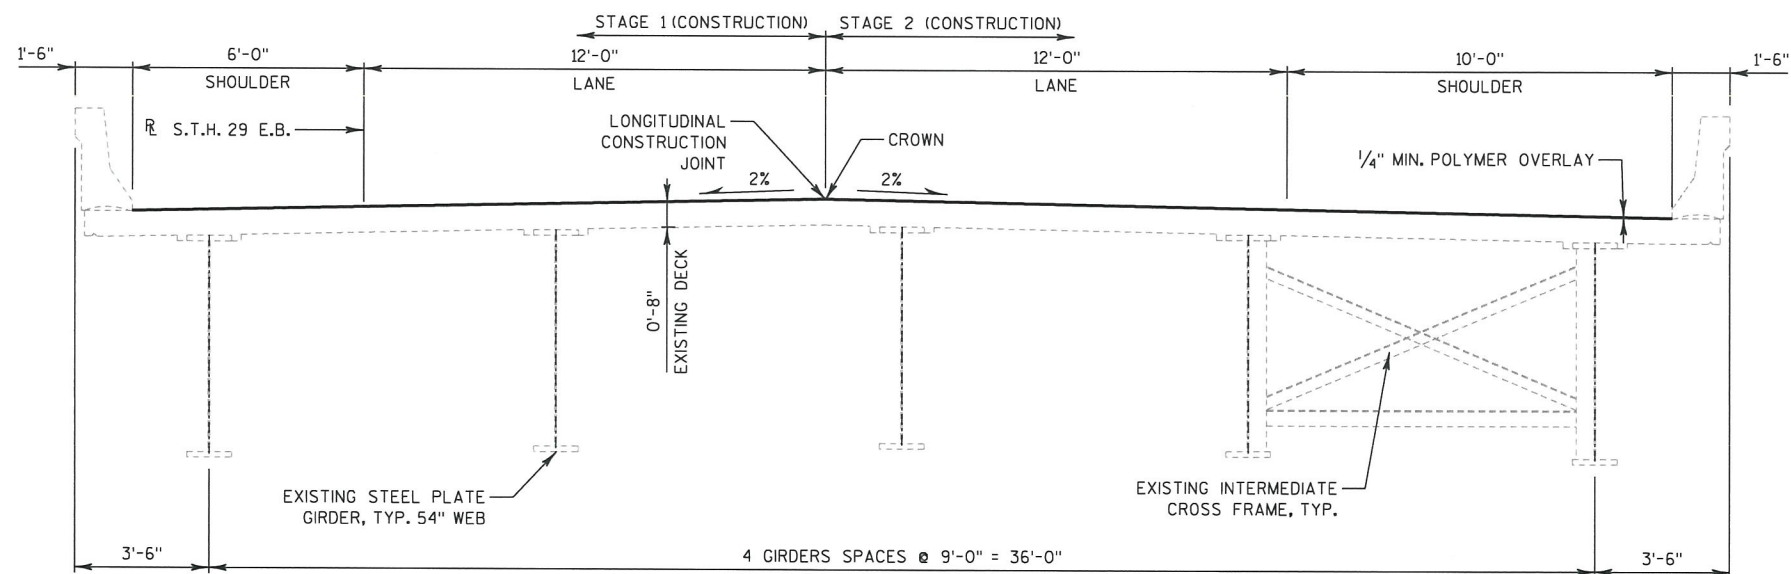 STAGE 1 (CONSTRUCTION) STAGE 2 (CONSTRUCTION)
1'-6" 6'-0" 12'-0" 12'-0" 10'-0" 1'-6"
SHOULDER LANE LANE SHOULDER
℞ S.T.H. 29 E.B.
LONGITUDINAL
CONSTRUCTION
JOINT
CROWN
1/4" MIN. POLYMER OVERLAY
2% 2%
0'-8"
EXISTING DECK
EXISTING STEEL PLATE
GIRDER, TYP. 54" WEB
EXISTING INTERMEDIATE
CROSS FRAME, TYP.
3'-6" 4 GIRDERS SPACES @ 9'-0" = 36'-0" 3'-6"